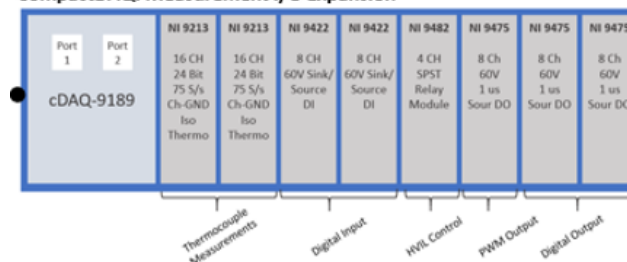 Port
1
Port
2
cDAQ-9189
NI 9213
16 CH
24 Bit
75 S/s
Ch-GND
Iso
Thermo
NI 9213
16 CH
24 Bit
75 S/s
Ch-GND
Iso
Thermo
NI 9422
8 CH
60V Sink/
Source
DI
NI 9422
8 CH
60V Sink/
Source
DI
NI 9482
4 CH
SPST
Relay
Module
NI 9475
8 Ch
60V
1 us
Sour DO
NI 9475
8 Ch
60V
1 us
Sour DO
NI 9475
8 Ch
60V
1 us
Sour DO
Thermocouple
Measurements
Digital Input
HVIL Control
PWM Output
Digital Output